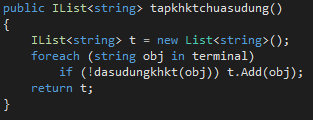 public IList<string> tapkhktchuasudung()
{
    IList<string> t = new List<string>();
    foreach (string obj in terminal)
        if (!dasudungkhkt(obj)) t.Add(obj);
    return t;
}